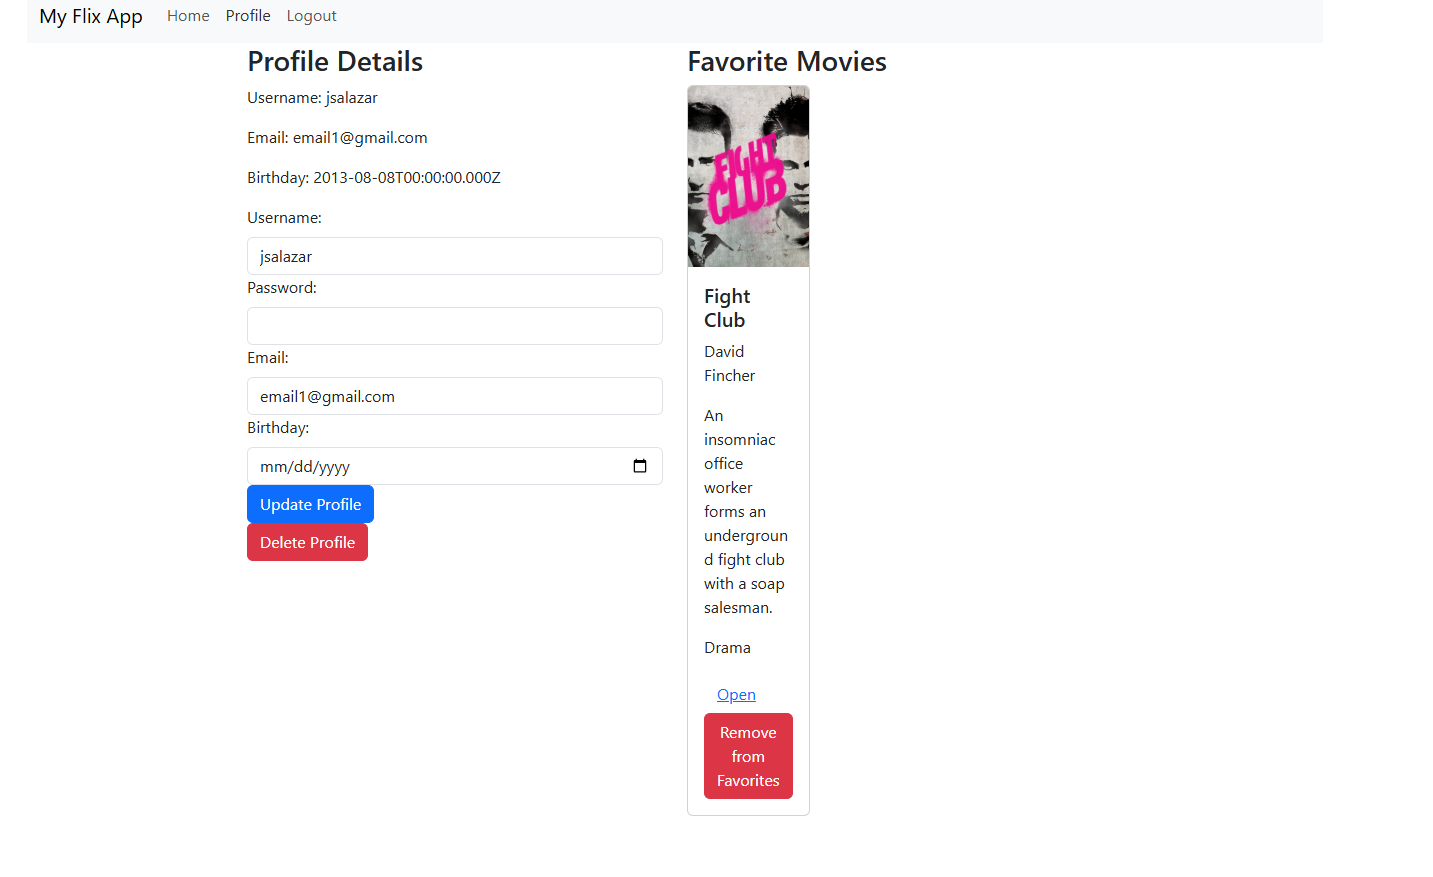 My Flix App Home Profile Logout
Profile Details
Username: jsalazar
Email: email1@gmail.com
Birthday: 2013-08-08T00:00:00.000Z
Username:
jsalazar
Password:
Email:
email1@gmail.com
Birthday:
mm/dd/yyyy
Update Profile
Delete Profile
Favorite Movies
FIGHT
CLUB
Fight
Club
David
Fincher
An
insomniac
office
worker
forms an
undergroun
d fight club
with a soap
salesman.
Drama
Open
Remove
from
Favorites